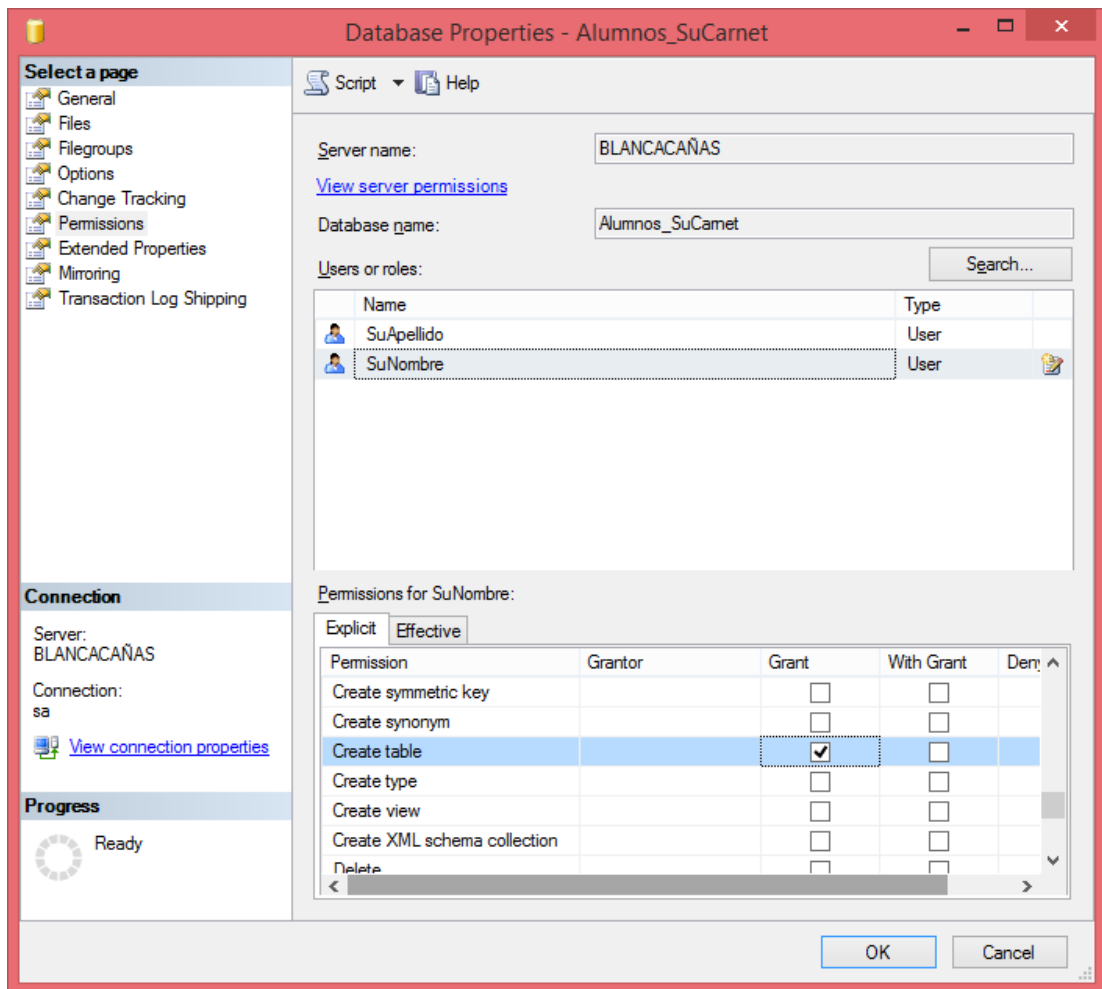 Database Properties - Alumnos_SuCarnet
Select a page
General
Files
Filegroups
Options
Change Tracking
Permissions
Extended Properties
Mirroring
Transaction Log Shipping
Script
Help
Server name:
BLANCACAÑAS
View server permissions
Database name:
Alumnos_SuCarnet
Users or roles:
Search...
Name Type
SuApellido User
SuNombre User
Connection
Server:
BLANCACAÑAS
Connection:
sa
View connection properties
Progress
Ready
Permissions for SuNombre:
Explicit Effective
Permission Grantor Grant With Grant Deny
Create symmetric key
Create synonym
Create table
Create type
Create view
Create XML schema collection
Delete
OK Cancel